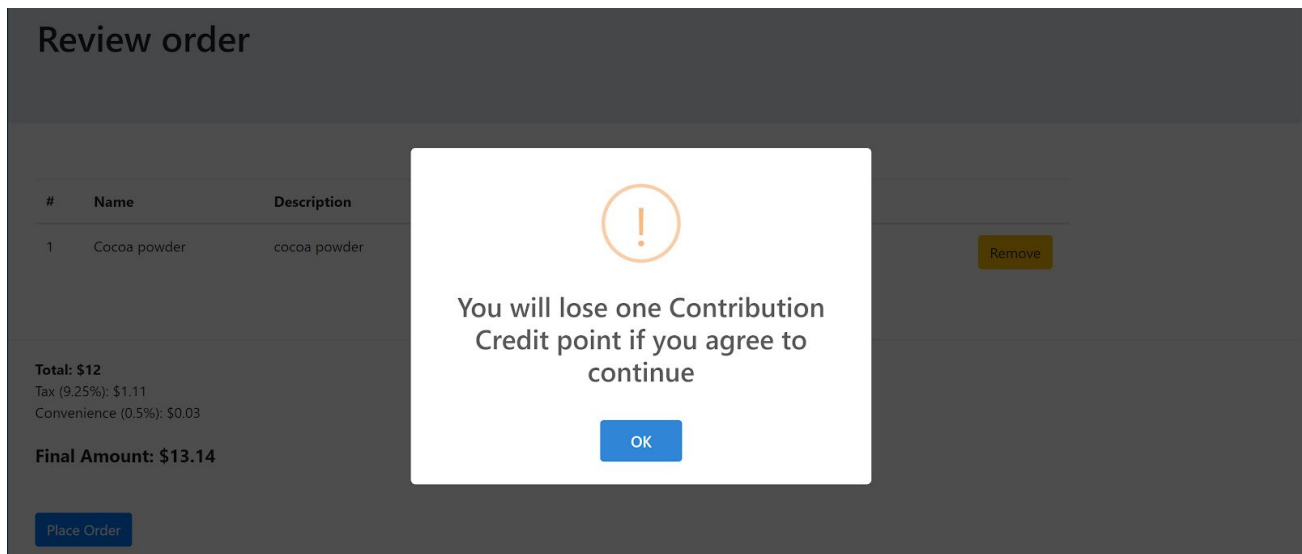 Review order
# Name Description
1 Cocoa powder cocoa powder Remove
!
You will lose one Contribution
Credit point if you agree to
continue
OK
Total: $12
Tax (9.25%): $1.11
Convenience (0.5%): $0.03
Final Amount: $13.14
Place Order